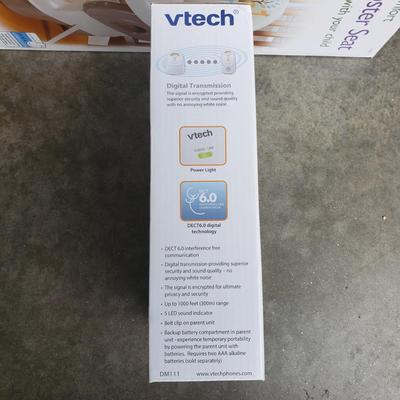 vtech®
Digital Transmission
The signal is encrypted providing
superior security and sound quality
with no annoying white noise.
vtech
Power Light
DECT
6.0
DECT6.0 digital
technology
• DECT 6.0 interference free
communication
• Digital transmission-providing superior
security and sound quality – no
annoying white noise
• The signal is encrypted for ultimate
privacy and security
• Up to 1000 feet (300m) range
• 5 LED sound indicator
• Belt clip on parent unit
• Backup battery compartment in parent
unit - experience temporary portability
by powering the parent unit with
batteries. Requires two AAA alkaline
batteries (sold separately)
DM111
www.vtechphones.com
ster Seat
with your child